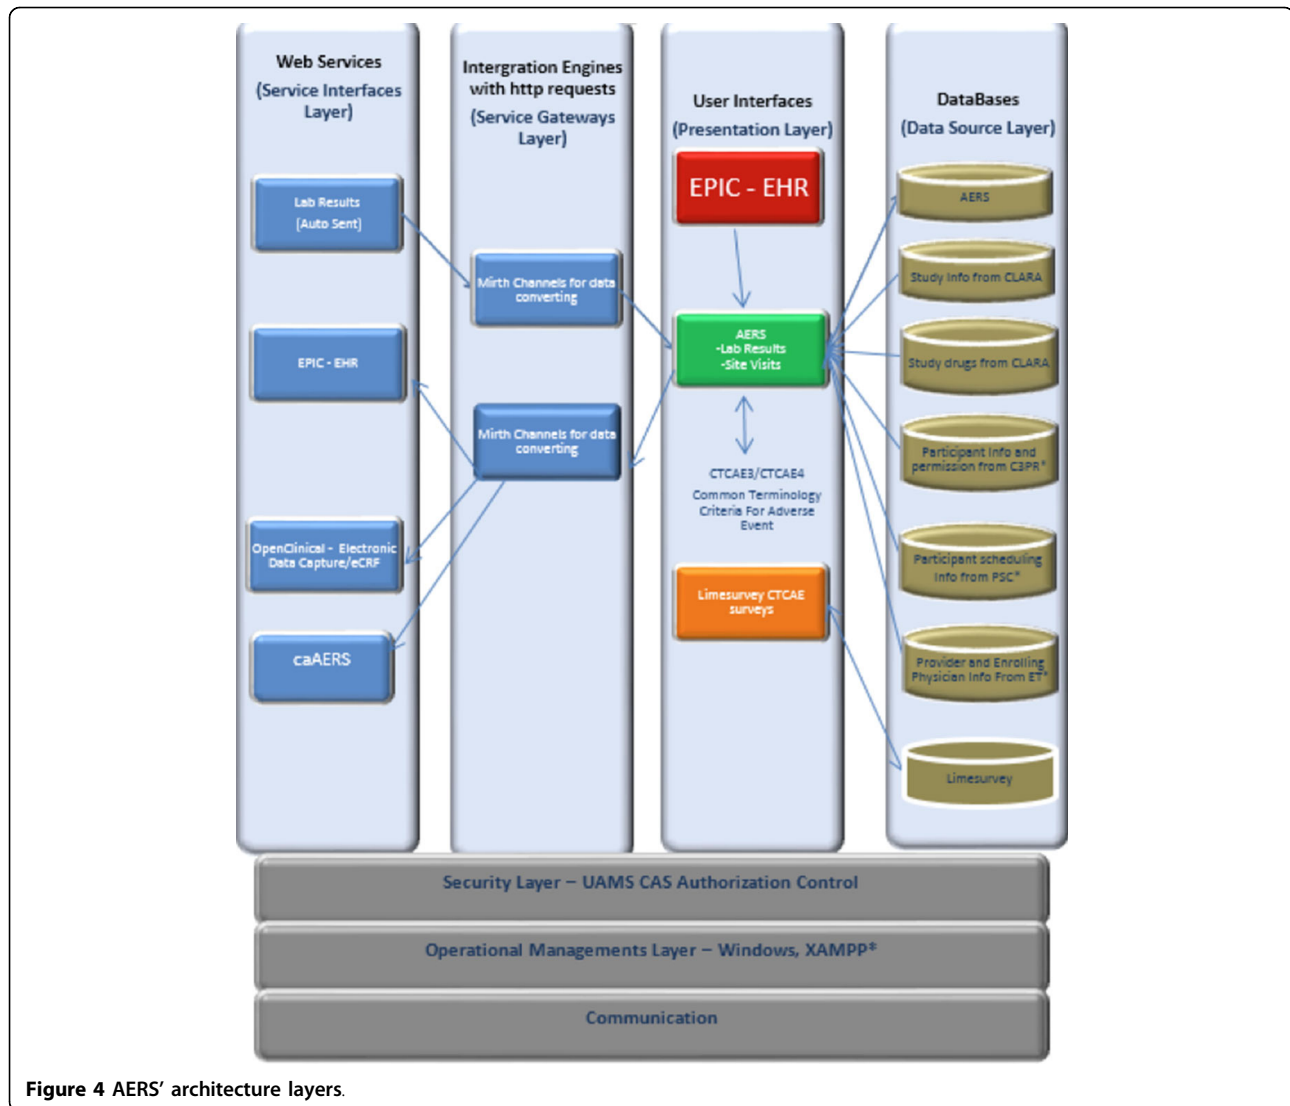 Web Services
(Service Interfaces
Layer)
Lab Results
(Auto Sent)
EPIC - EHR
OpenClinical - Electronic
Data Capture/eCRF
caAERS
Intergration Engines
with http requests
(Service Gateways
Layer)
Mirth Channels for data
converting
Mirth Channels for data
converting
User Interfaces
(Presentation Layer)
EPIC - EHR
AERS
-Lab Results
-Site Visits
CTCAE3/CTCAE4
Common Terminology
Criteria For Adverse
Event
Limesurvey CTCAE
surveys
DataBases
(Data Source Layer)
AERS
Study Info from CLARA
Study drugs from CLARA
Participant Info and
permission from C3PR*
Participant scheduling
Info from PSC*
Provider and Enrolling
Physician Info From ET*
Limesurvey
Security Layer – UAMS CAS Authorization Control
Operational Managements Layer – Windows, XAMPP*
Communication
Figure 4 AERS’ architecture layers.